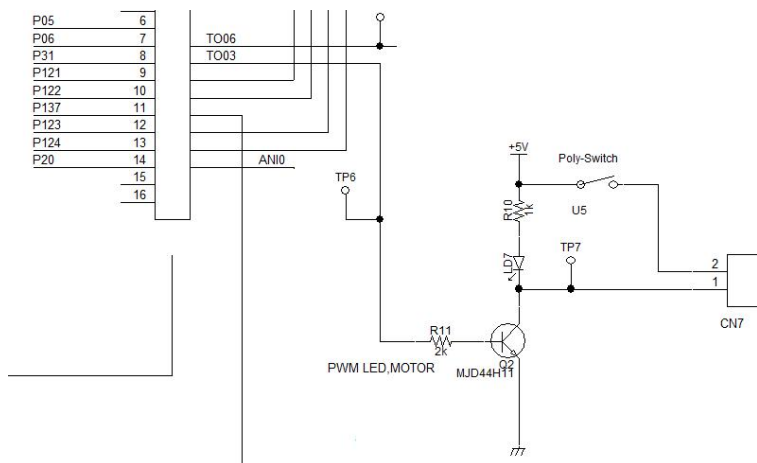 P05 6
P06 7 TO06
P31 8 TO03
P121 9
P122 10
P137 11
P123 12
P124 13
P20 14 ANI0
15
16
TP6
+5V
Poly-Switch
U5
R10
1k
LD7
TP7
2
1
CN7
R11
2k
Q2
MJD44H11
PWM LED,MOTOR